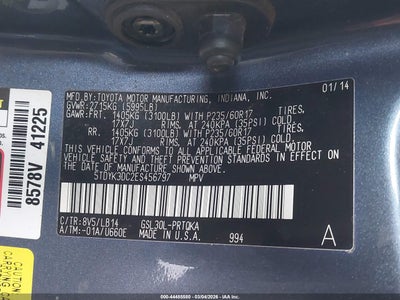 MFD.BY:TOYOTA MOTOR MANUFACTURING, INDIANA, INC.
GVWR:2715KG(5995LB) 01/14
GAWR:FRT. 1405KG(3100LB)WITH P235/60R17 TIRES,
17X7J RIMS, AT 240KPA(35PSI)COLD.
RR. 1405KG(3100LB)WITH P235/60R17 TIRES,
17X7J RIMS, AT 240KPA(35PSI)COLD.
THIS VEHICLE CONFORMS TO ALL APPLICABLE
FEDERAL MOTOR VEHICLE SAFETY AND
THEFT PREVENTION STANDARDS IN EFFECT ON
THE DATE OF MANUFACTURE SHOWN ABOVE.
5TDYK3DC2ES456797 MPV
C/TR:8V5/LB14 GSL30L-PRTQKA
A/TM:-01A/U660E MADE IN U.S.A. 994 A
8578V 41225
CAUTION
000-44455580 - 03/04/2026 - IAA Holdings, LLC